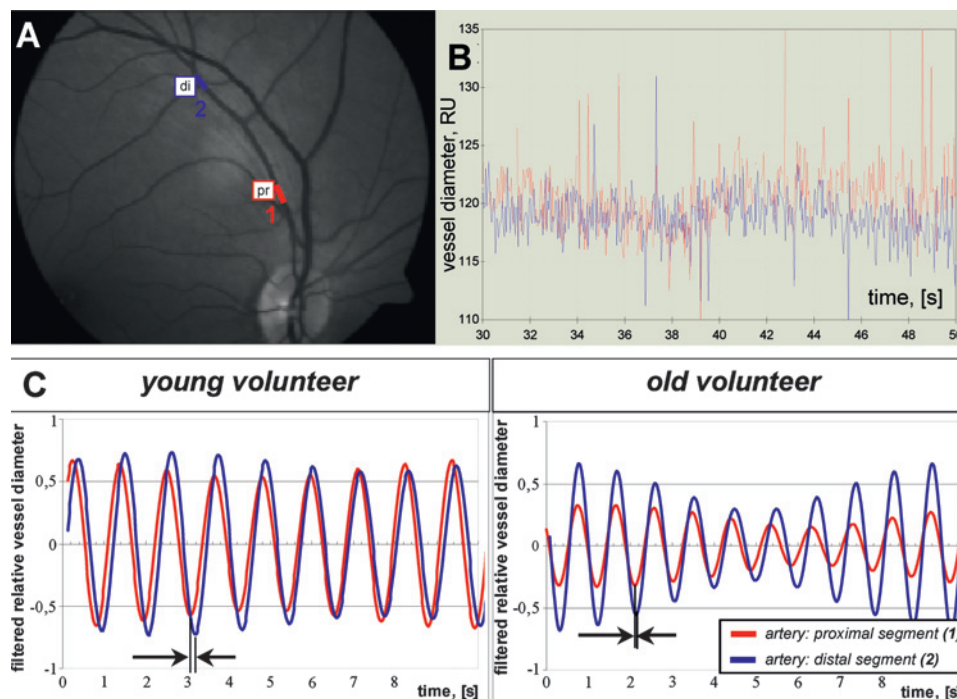 A
di
2
pr
1
B
vessel diameter, RU
135
130
125
120
115
110
30
32
34
36
38
40
42
44
46
48
50
time, [s]
C
young volunteer
filtered relative vessel diameter
1
0,5
0
-0,5
-1
0 1 2 3 4 5 6 7 8
time, [s]
old volunteer
filtered relative vessel diameter
1
0,5
0
-0,5
-1
0 1 2 3 4 5 6 7 8
time, [s]
artery: proximal segment (1)
artery: distal segment (2)